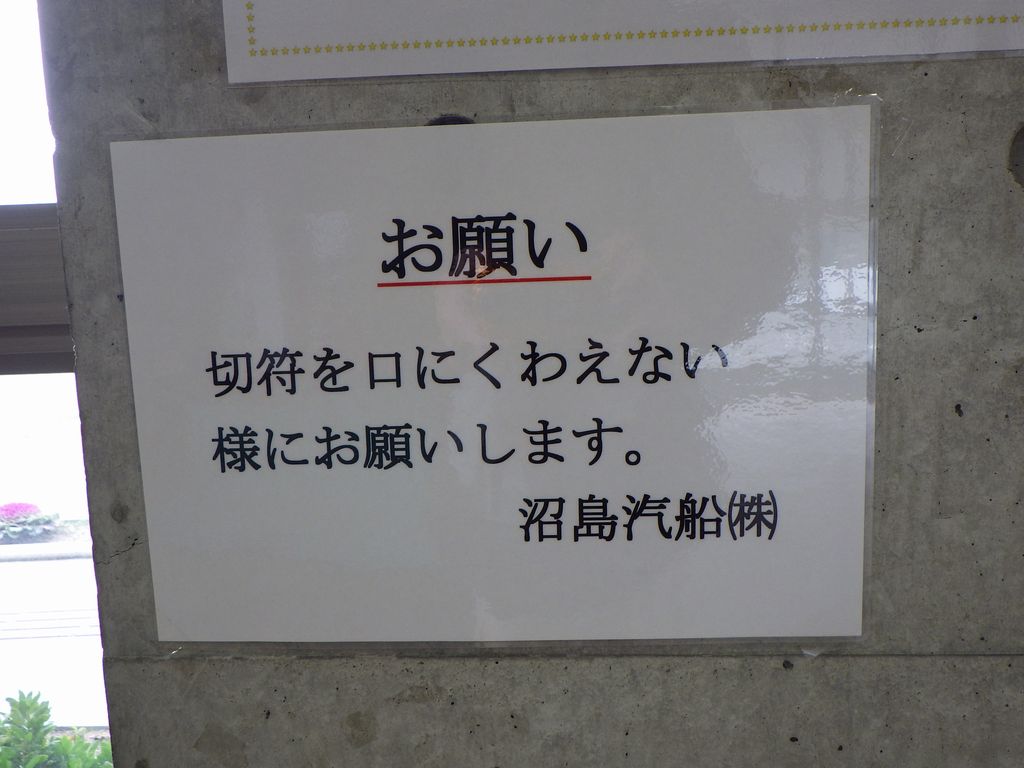 お願い
切符を口にくわえない
様にお願いします。
沼島汽船㈱